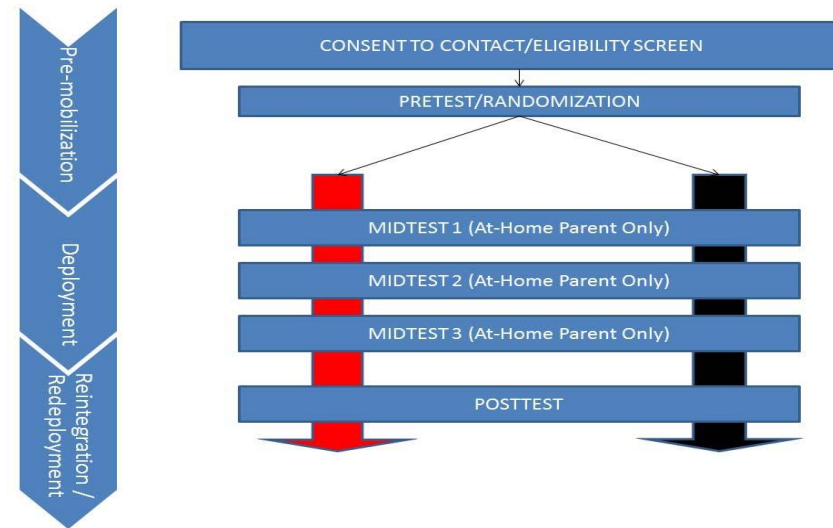 Pre-mobilization
Deployment
Reintegration /
Redeployment
CONSENT TO CONTACT/ELIGIBILITY SCREEN
PRETEST/RANDOMIZATION
MIDTEST 1 (At-Home Parent Only)
MIDTEST 2 (At-Home Parent Only)
MIDTEST 3 (At-Home Parent Only)
POSTTEST